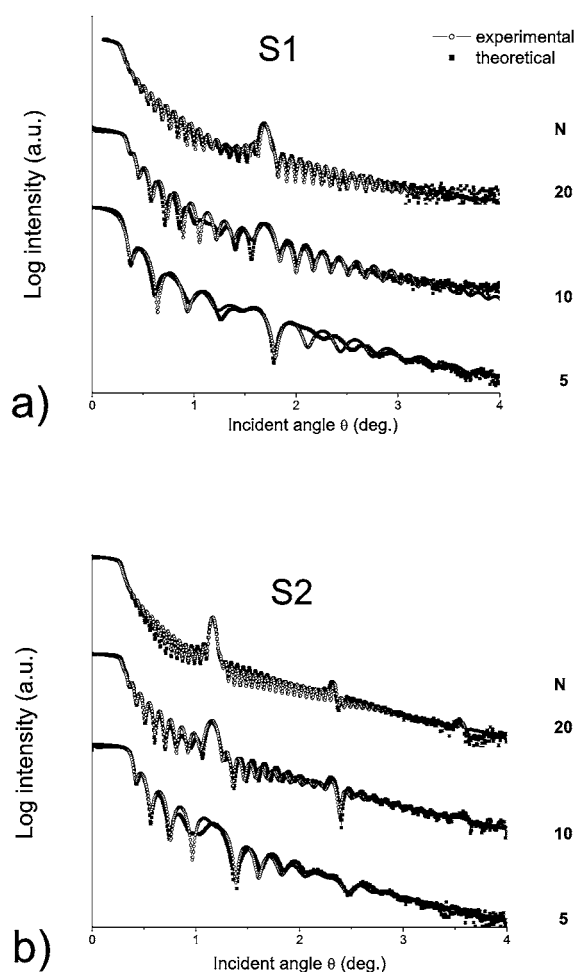 a)
S1
experimental
theoretical
N
20
10
5
Log intensity (a.u.)
0
1
2
3
4
Incident angle θ (deg.)
b)
S2
N
20
10
5
Log intensity (a.u.)
0
1
2
3
4
Incident angle θ (deg.)